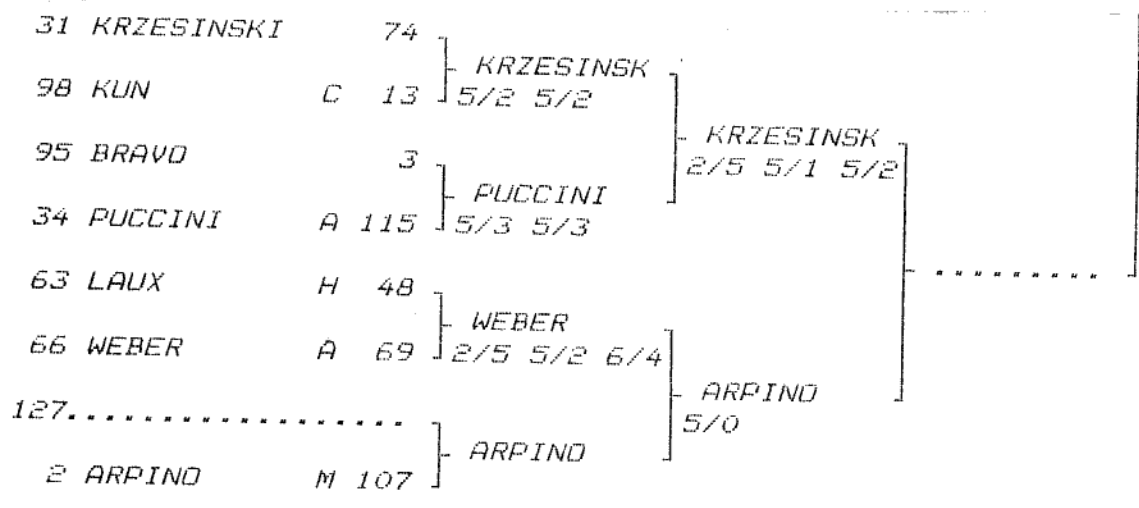 31 KRZESINSKI 74
KRZESINSK
98 KUN C 13 5/2 5/2
KRZESINSK
95 BRAVO 3 2/5 5/1 5/2
PUCCINI
34 PUCCINI A 115 5/3 5/3
63 LAUX H 48 .........
WEBER
66 WEBER A 69 2/5 5/2 6/4
ARPINO
127.................. 5/0
ARPINO
2 ARPINO M 107